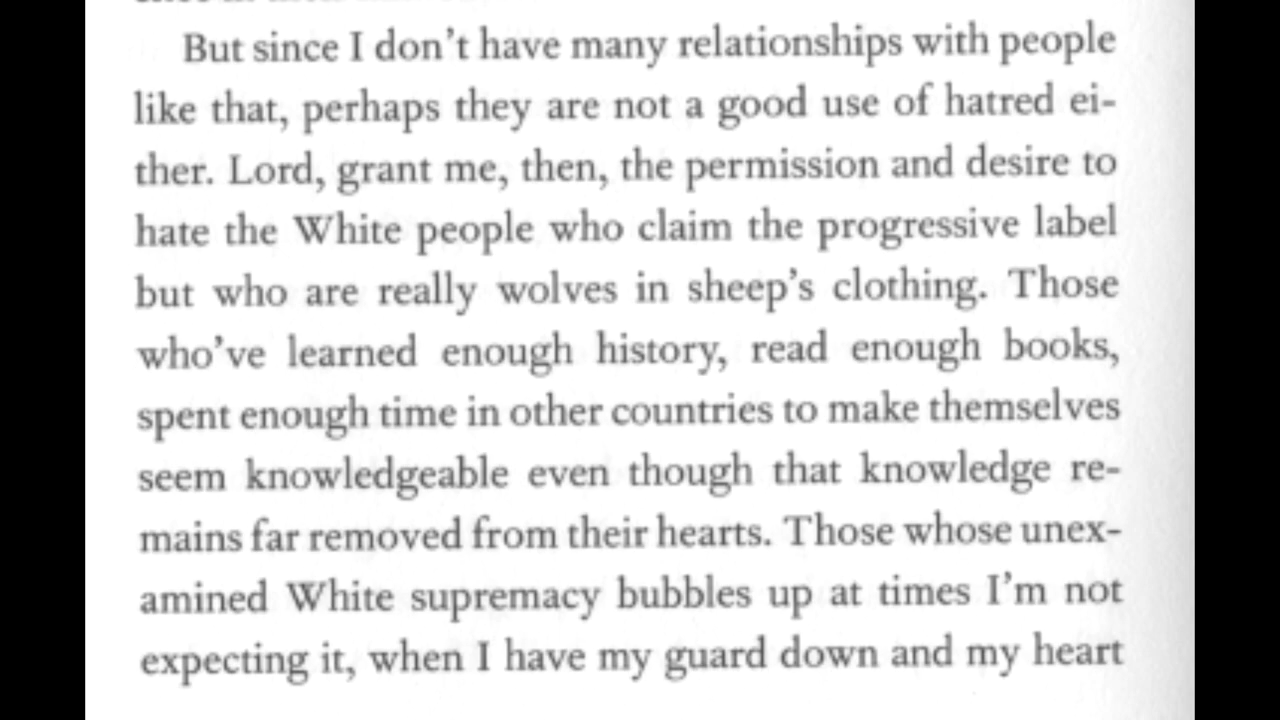 But since I don't have many relationships with people
like that, perhaps they are not a good use of hatred ei-
ther. Lord, grant me, then, the permission and desire to
hate the White people who claim the progressive label
but who are really wolves in sheep's clothing. Those
who've learned enough history, read enough books,
spent enough time in other countries to make themselves
seem knowledgeable even though that knowledge re-
mains far removed from their hearts. Those whose unex-
amined White supremacy bubbles up at times I'm not
expecting it, when I have my guard down and my heart